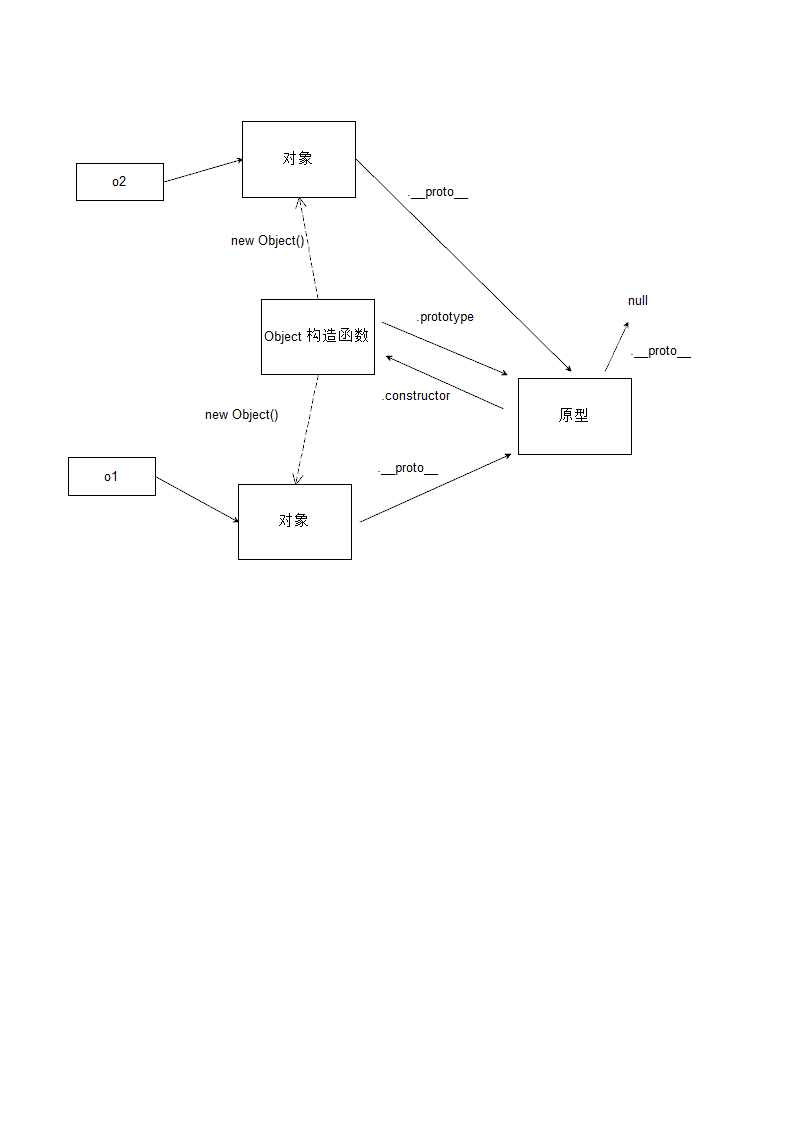 对象
o2
.__proto__
new Object()
null
Object 构造函数
.prototype
.__proto__
.constructor
原型
new Object()
.__proto__
o1
对象